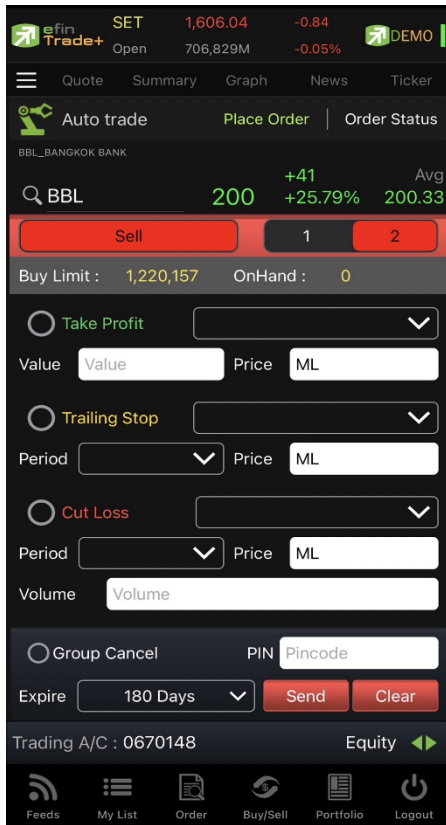 efin SET 1,606.04 -0.84
Trade+ Open 706,829M -0.05% DEMO
Quote Summary Graph News Ticker
Auto trade Place Order | Order Status
BBL_BANGKOK BANK
+41 Avg
BBL 200 +25.79% 200.33
Sell 1 2
Buy Limit : 1,220,157 OnHand : 0
Take Profit
Value Value Price ML
Trailing Stop
Period Price ML
Cut Loss
Period Price ML
Volume Volume
Group Cancel PIN Pincode
Expire 180 Days Send Clear
Trading A/C : 0670148 Equity
Feeds My List Order Buy/Sell Portfolio Logout